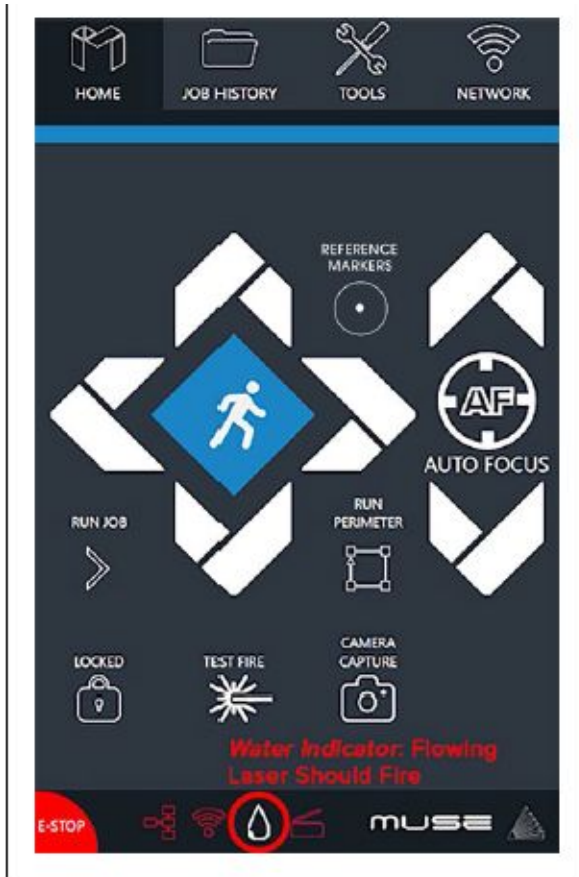 HOME JOB HISTORY TOOLS NETWORK
REFERENCE
MARKERS
AF
AUTO FOCUS
RUN JOB
RUN
PERIMETER
LOCKED
TEST FIRE
CAMERA
CAPTURE
Water Indicator: Flowing
Laser Should Fire
E-STOP
muse